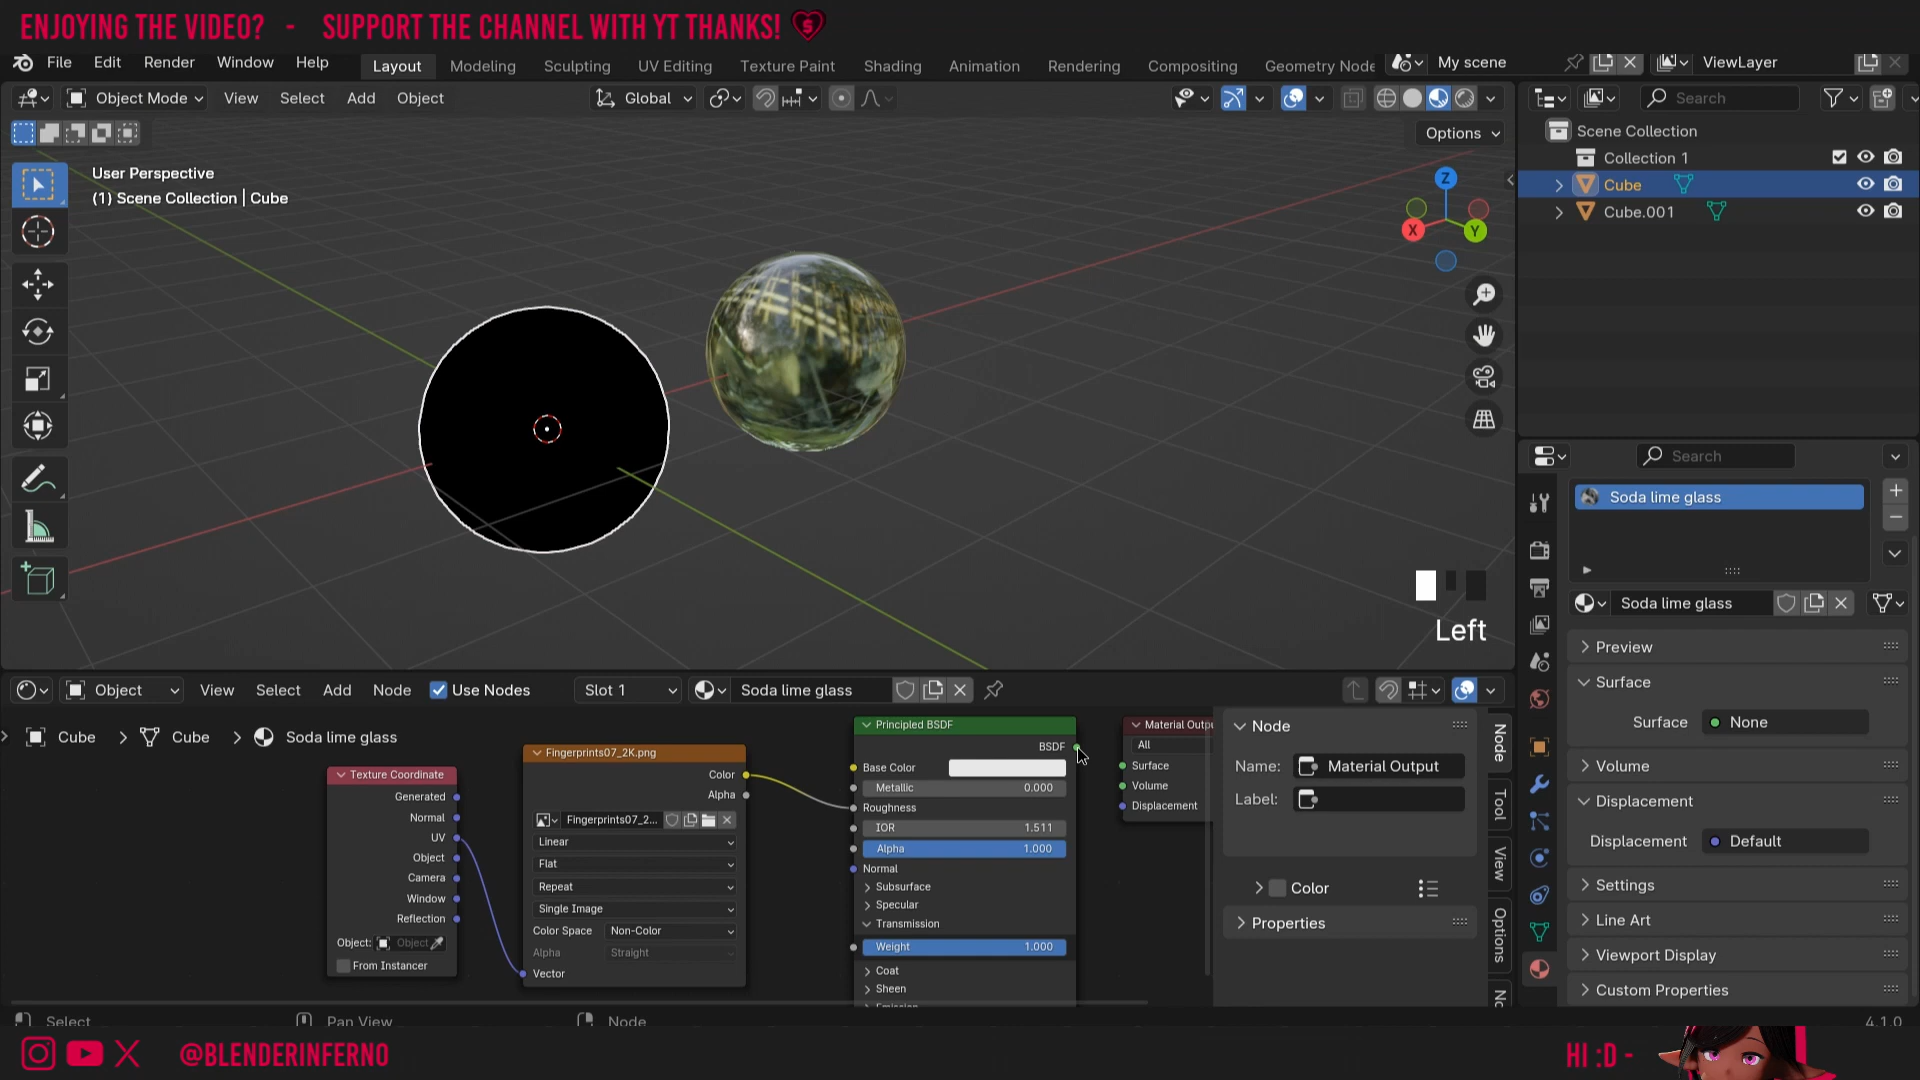 ENJOYING THE VIDEO? - SUPPORT THE CHANNEL WITH YT THANKS!
File Edit Render Window Help Layout Modeling Sculpting UV Editing Texture Paint Shading Animation Rendering Compositing Geometry Node My scene ViewLayer
Object Mode View Select Add Object Global Search
Options
User Perspective
(1) Scene Collection | Cube
Scene Collection
Collection 1
Cube
Cube.001
Z
X
Y
Left
Search
Soda lime glass
Soda lime glass
Preview
Surface
Surface None
Volume
Displacement
Displacement Default
Settings
Line Art
Viewport Display
Custom Properties
Object View Select Add Node Use Nodes Slot 1 Soda lime glass
Cube Cube Soda lime glass
Texture Coordinate
Generated
Normal
UV
Object
Camera
Window
Reflection
Object: Object
From Instancer
Fingerprints07_2K.png
Color
Alpha
Fingerprints07_2...
Linear
Flat
Repeat
Single Image
Color Space Non-Color
Alpha Straight
Vector
Principled BSDF
BSDF
Base Color
Metallic 0.000
Roughness
IOR 1.511
Alpha 1.000
Normal
Subsurface
Specular
Transmission
Weight 1.000
Coat
Sheen
Emission
Material Outpu
All
Surface
Volume
Displacement
Node
Name: Material Output
Label:
Color
Properties
Node
Tool
View
Options
Select Pan View Node 4.1.0
@BLENDERINFERNO HI :D -